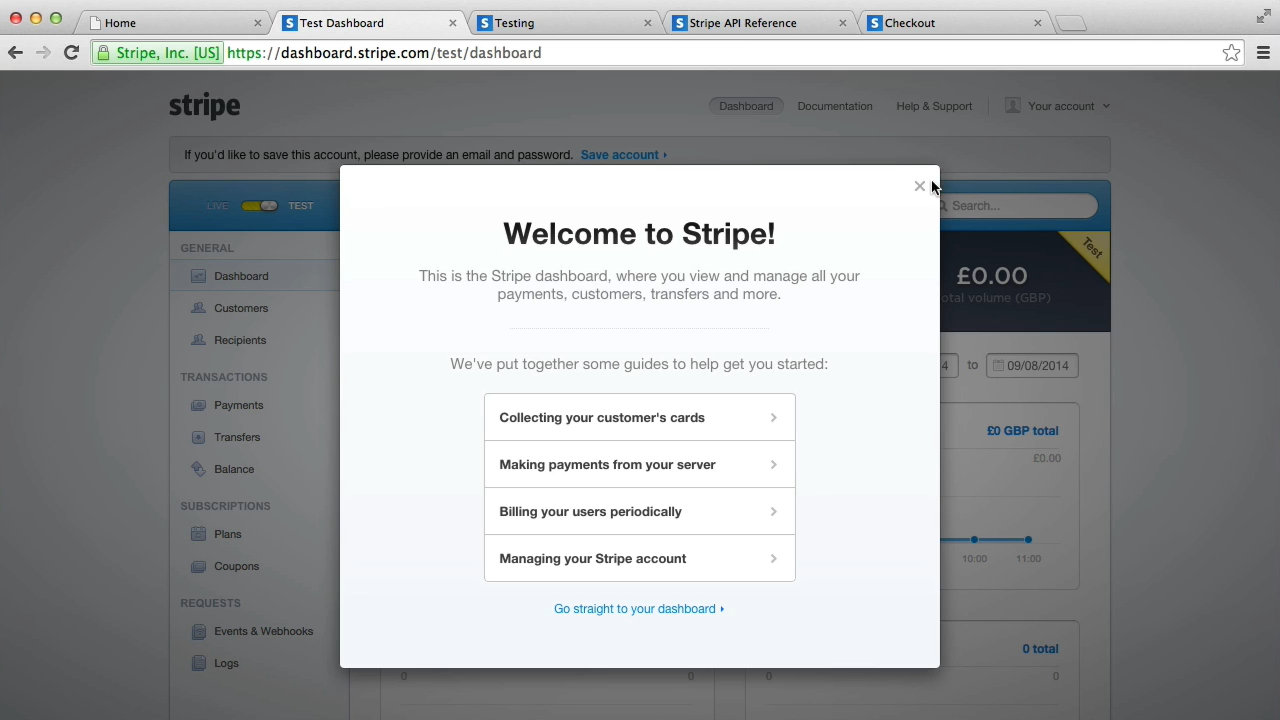 Home
Test Dashboard
Testing
Stripe API Reference
Checkout
Stripe, Inc. [US] https://dashboard.stripe.com/test/dashboard
stripe
Dashboard
Documentation
Help & Support
Your account
If you'd like to save this account, please provide an email and password. Save account
LIVE
TEST
Search...
GENERAL
Dashboard
Customers
Recipients
TRANSACTIONS
Payments
Transfers
Balance
SUBSCRIPTIONS
Plans
Coupons
REQUESTS
Events & Webhooks
Logs
Welcome to Stripe!
This is the Stripe dashboard, where you view and manage all your
payments, customers, transfers and more.
We've put together some guides to help get you started:
Collecting your customer's cards
Making payments from your server
Billing your users periodically
Managing your Stripe account
Go straight to your dashboard
£0.00
otal volume (GBP)
Test
4 to 09/08/2014
£0 GBP total
£0.00
10:00 11:00
0 total
0 0 0 0